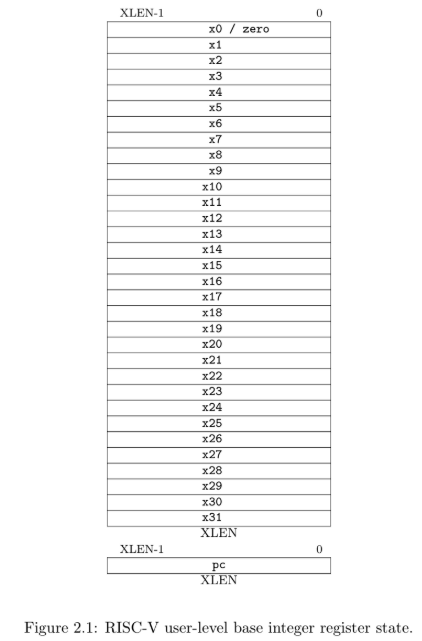 XLEN-1 0
x0 / zero
x1
x2
x3
x4
x5
x6
x7
x8
x9
x10
x11
x12
x13
x14
x15
x16
x17
x18
x19
x20
x21
x22
x23
x24
x25
x26
x27
x28
x29
x30
x31
XLEN
XLEN-1 0
pc
XLEN
Figure 2.1: RISC-V user-level base integer register state.